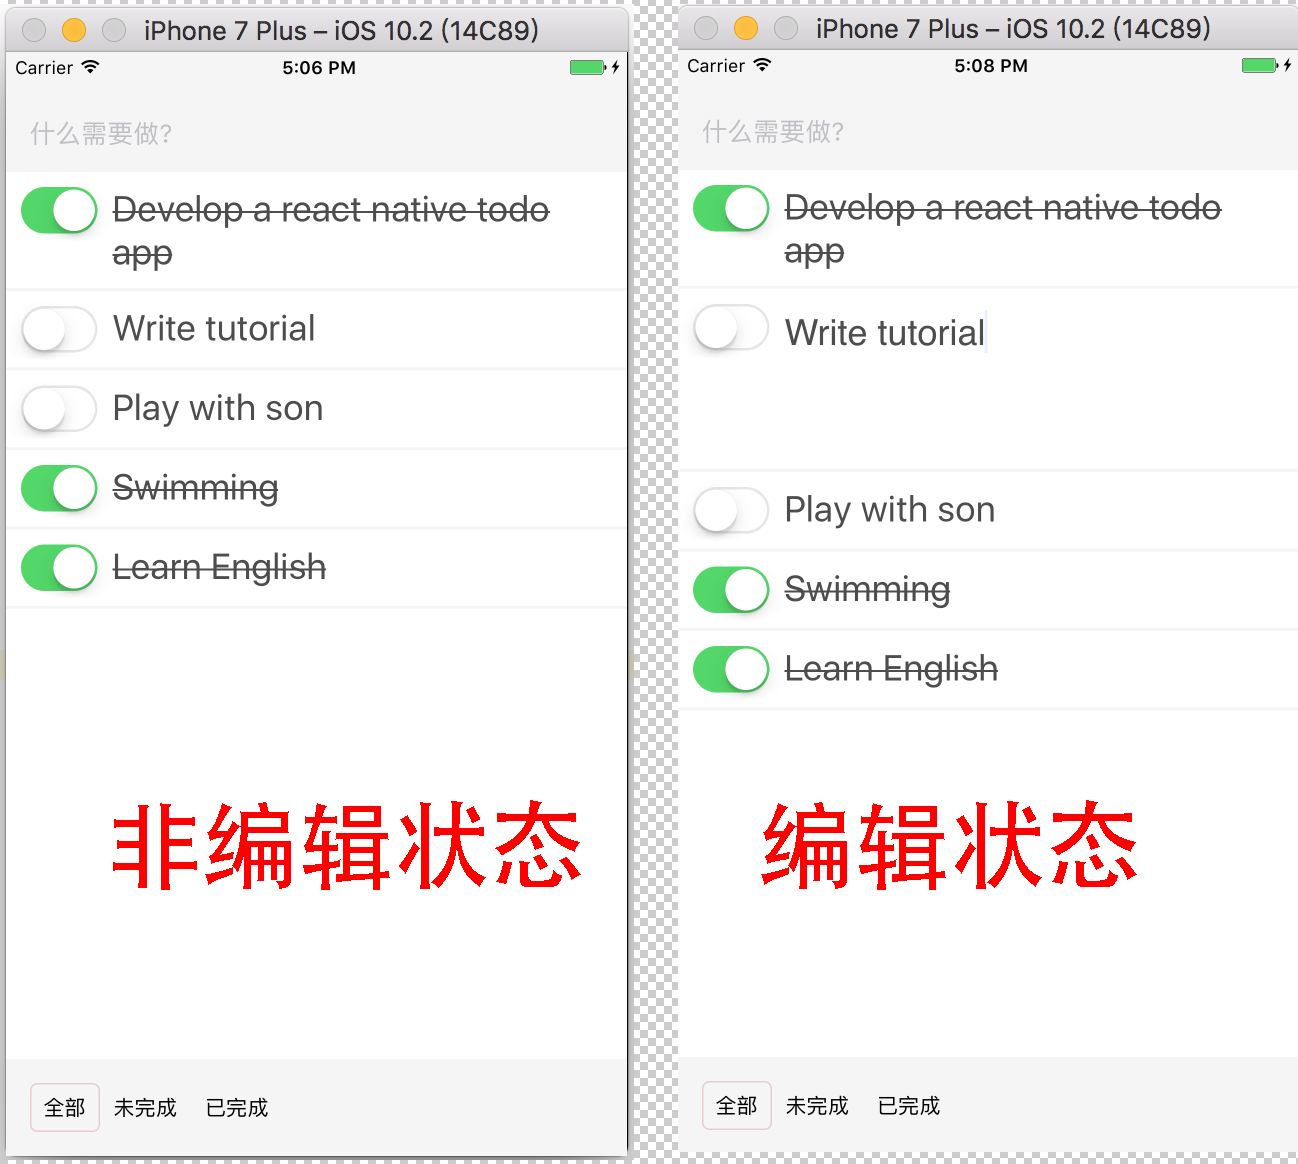 iPhone 7 Plus – iOS 10.2 (14C89)
Carrier 5:06 PM
什么需要做?
Develop a react native todo
app
Write tutorial
Play with son
Swimming
Learn English
非编辑状态
全部 未完成 已完成
iPhone 7 Plus – iOS 10.2 (14C89)
Carrier 5:08 PM
什么需要做?
Develop a react native todo
app
Write tutorial
Play with son
Swimming
Learn English
编辑状态
全部 未完成 已完成